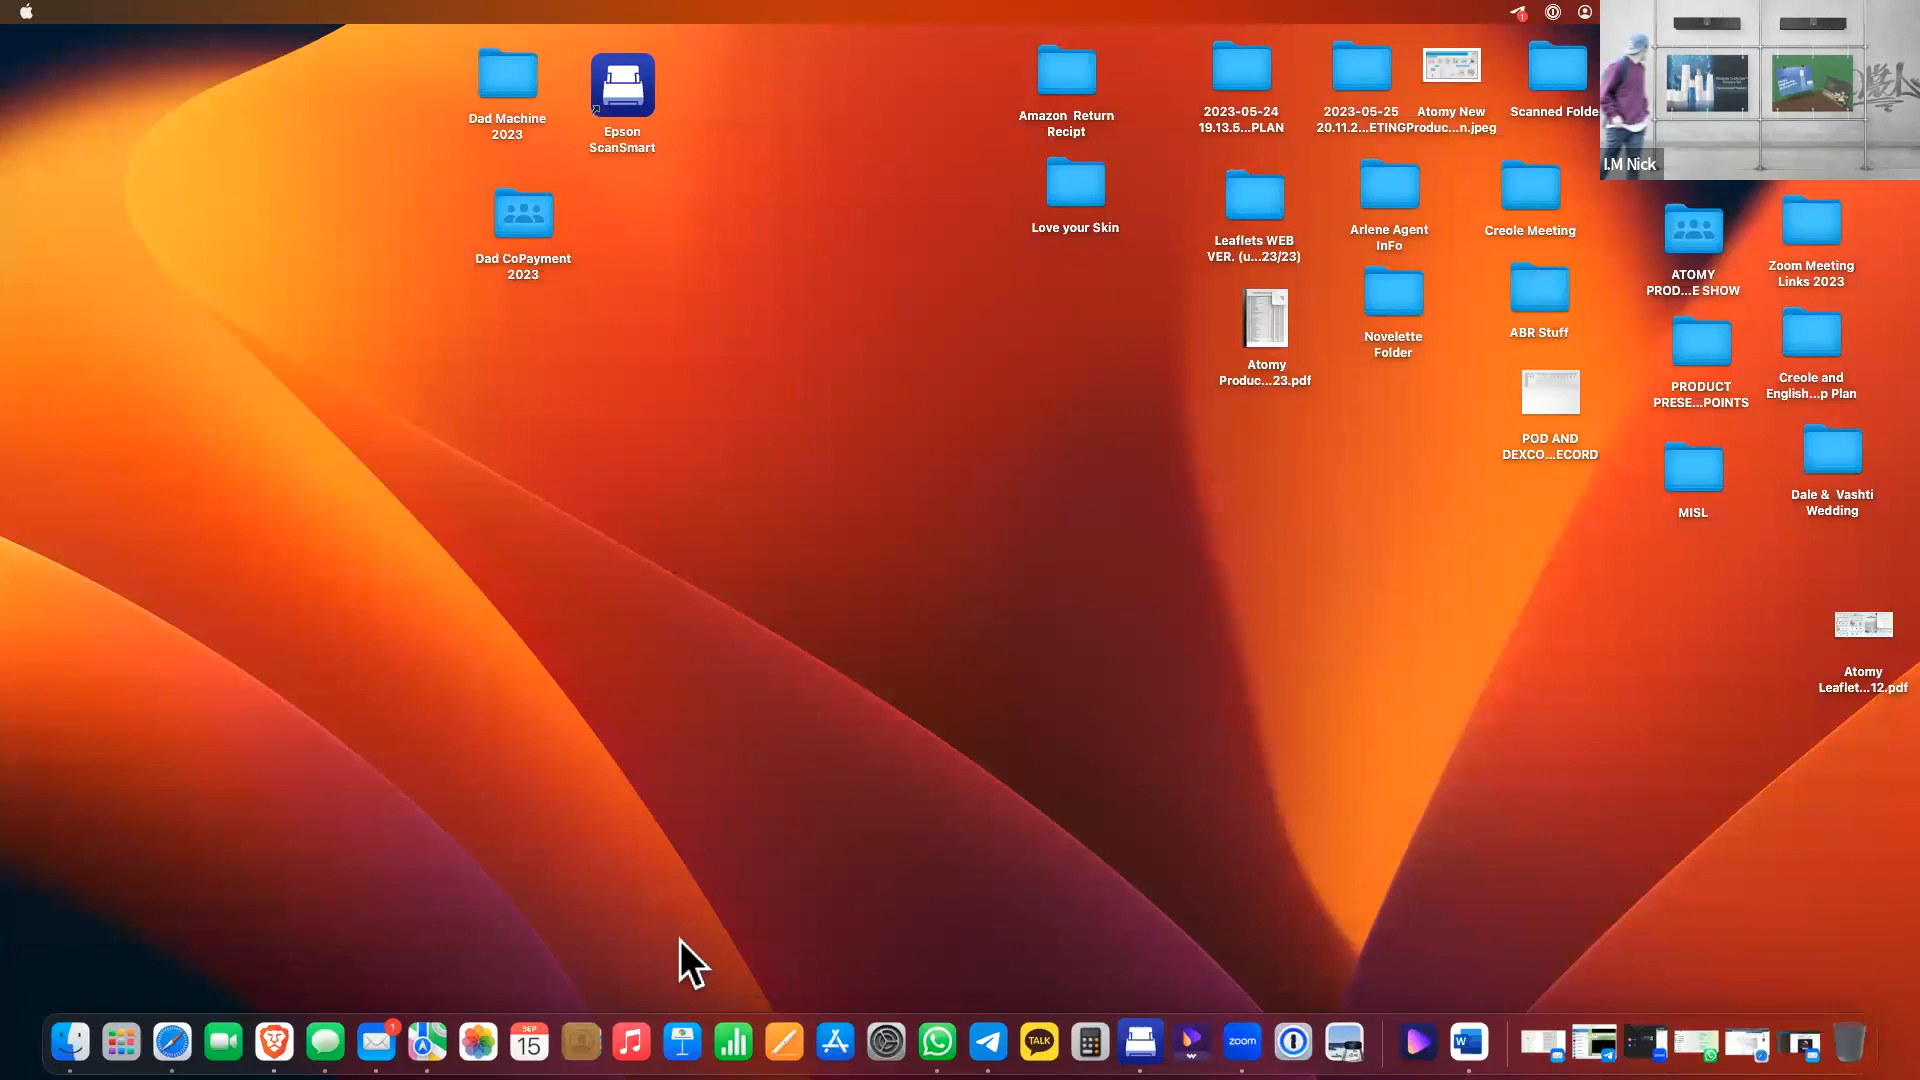 Dad Machine
2023
Epson
ScanSmart
Dad CoPayment
2023
Amazon Return
Recipt
Love your Skin
2023-05-24
19.13.5...PLAN
2023-05-25
20.11.2...ETING
Atomy New
Produc...n.jpeg
Scanned Folde
I.M Nick
Leaflets WEB
VER. (u...23/23)
Arlene Agent
InFo
Creole Meeting
ATOMY
PROD...E SHOW
Zoom Meeting
Links 2023
Atomy
Produc...23.pdf
Novelette
Folder
ABR Stuff
PRODUCT
PRESE...POINTS
Creole and
English...p Plan
POD AND
DEXCO...ECORD
MISL
Dale & Vashti
Wedding
Atomy
Leaflet...12.pdf
1
1
SEP
15
TALK
zoom
W